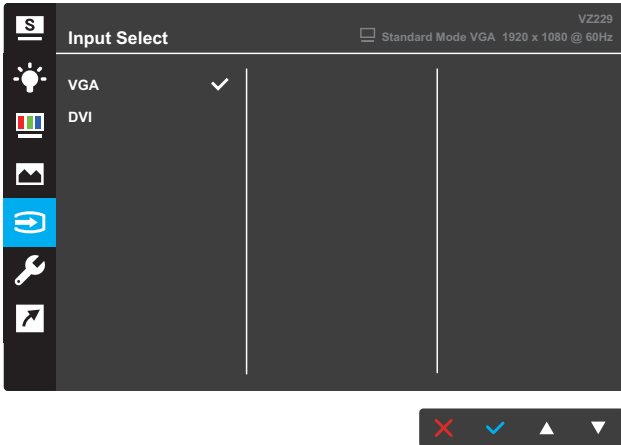 S
VZ229
Input Select
Standard Mode VGA 1920 x 1080 @ 60Hz
VGA
DVI